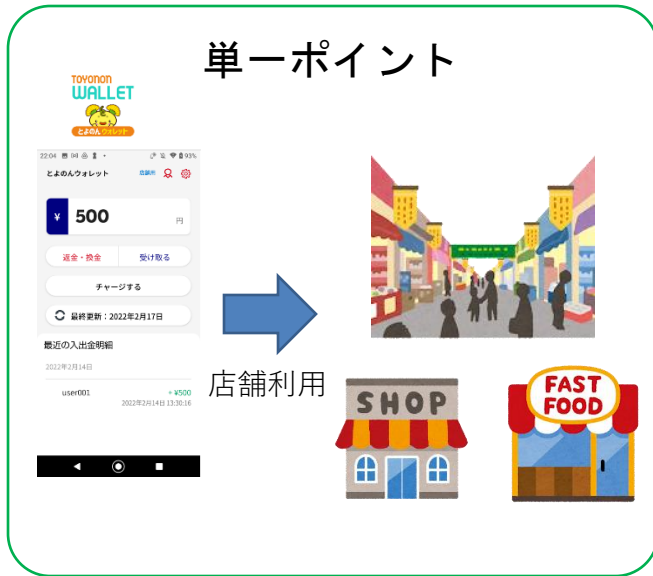 単一ポイント
TOYONON
WALLET
とよのんウォレット
22:04
93%
とよのんウォレット
店舗用
¥ 500 円
返金・換金 受け取る
チャージする
最終更新：2022年2月17日
最近の入出金明細
2022年2月14日
user001 + ¥500
2022年2月14日 13:30:16
店舗利用
SHOP
FAST
FOOD